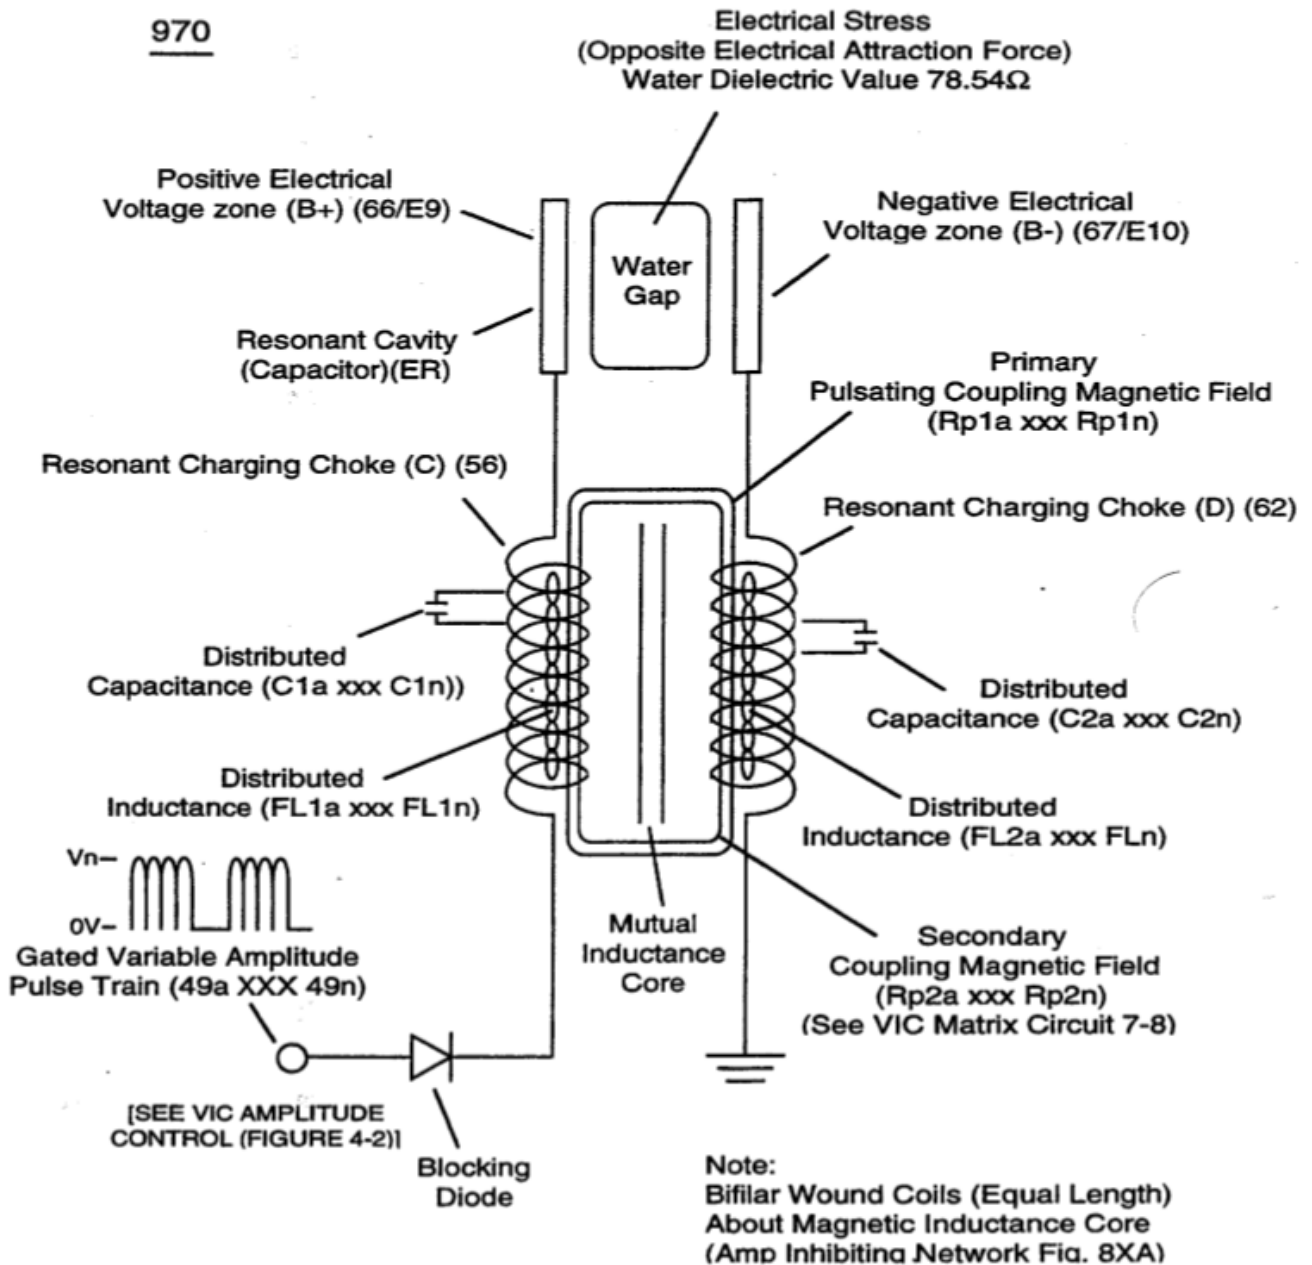 970
Electrical Stress
(Opposite Electrical Attraction Force)
Water Dielectric Value 78.54Ω
Positive Electrical
Voltage zone (B+) (66/E9)
Negative Electrical
Voltage zone (B-) (67/E10)
Water
Gap
Resonant Cavity
(Capacitor)(ER)
Primary
Pulsating Coupling Magnetic Field
(Rp1a xxx Rp1n)
Resonant Charging Choke (C) (56)
Resonant Charging Choke (D) (62)
Distributed
Capacitance (C1a xxx C1n))
Distributed
Capacitance (C2a xxx C2n)
Distributed
Inductance (FL1a xxx FL1n)
Distributed
Inductance (FL2a xxx FLn)
Vn
0V
Gated Variable Amplitude
Pulse Train (49a XXX 49n)
Mutual
Inductance
Core
Secondary
Coupling Magnetic Field
(Rp2a xxx Rp2n)
(See VIC Matrix Circuit 7-8)
[SEE VIC AMPLITUDE
CONTROL (FIGURE 4-2)]
Blocking
Diode
Note:
Bifilar Wound Coils (Equal Length)
About Magnetic Inductance Core
(Amp Inhibiting Network Fig. 8XA)